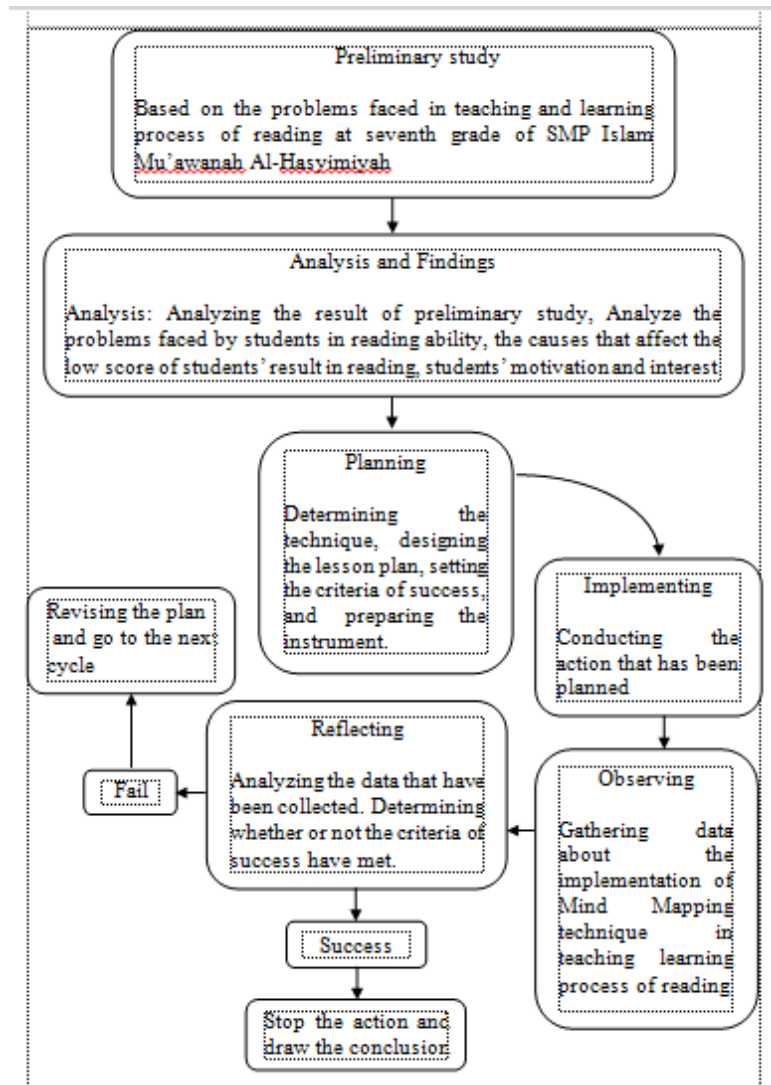 Preliminary study
Based on the problems faced in teaching and learning
process of reading at seventh grade of SMP Islam
Mu’awanah Al-Hasyimiyah
Analysis and Findings
Analysis: Analyzing the result of preliminary study, Analyze the
problems faced by students in reading ability, the causes that affect the
low score of students’ result in reading, students’ motivation and interest
Planning
Determining the
technique, designing
the lesson plan, setting
the criteria of success,
and preparing the
instrument.
Implementing
Conducting the
action that has been
planned
Observing
Gathering data
about the
implementation of
Mind Mapping
technique in
teaching learning
process of reading
Reflecting
Analyzing the data that have
been collected. Determining
whether or not the criteria of
success have met.
Fail
Revising the plan
and go to the next
cycle
Success
Stop the action and
draw the conclusion